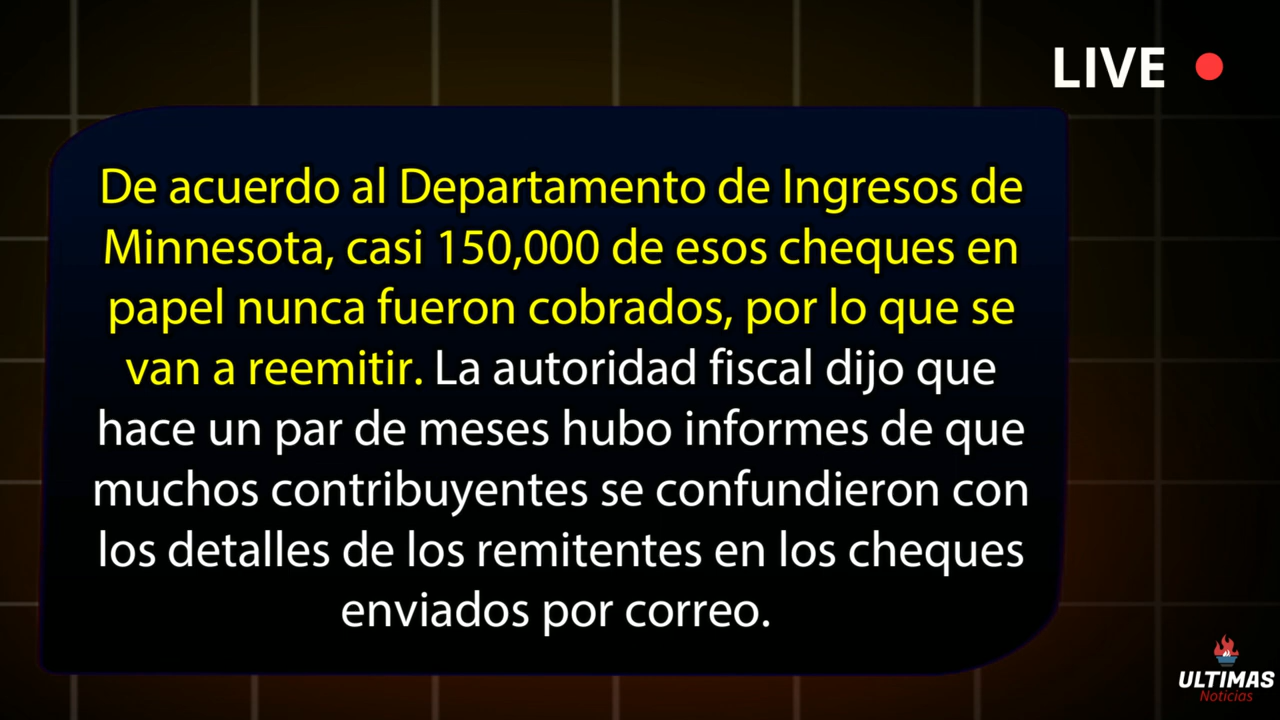 LIVE
De acuerdo al Departamento de Ingresos de
Minnesota, casi 150,000 de esos cheques en
papel nunca fueron cobrados, por lo que se
van a reemitir. La autoridad fiscal dijo que
hace un par de meses hubo informes de que
muchos contribuyentes se confundieron con
los detalles de los remitentes en los cheques
enviados por correo.
ULTIMAS
Noticias